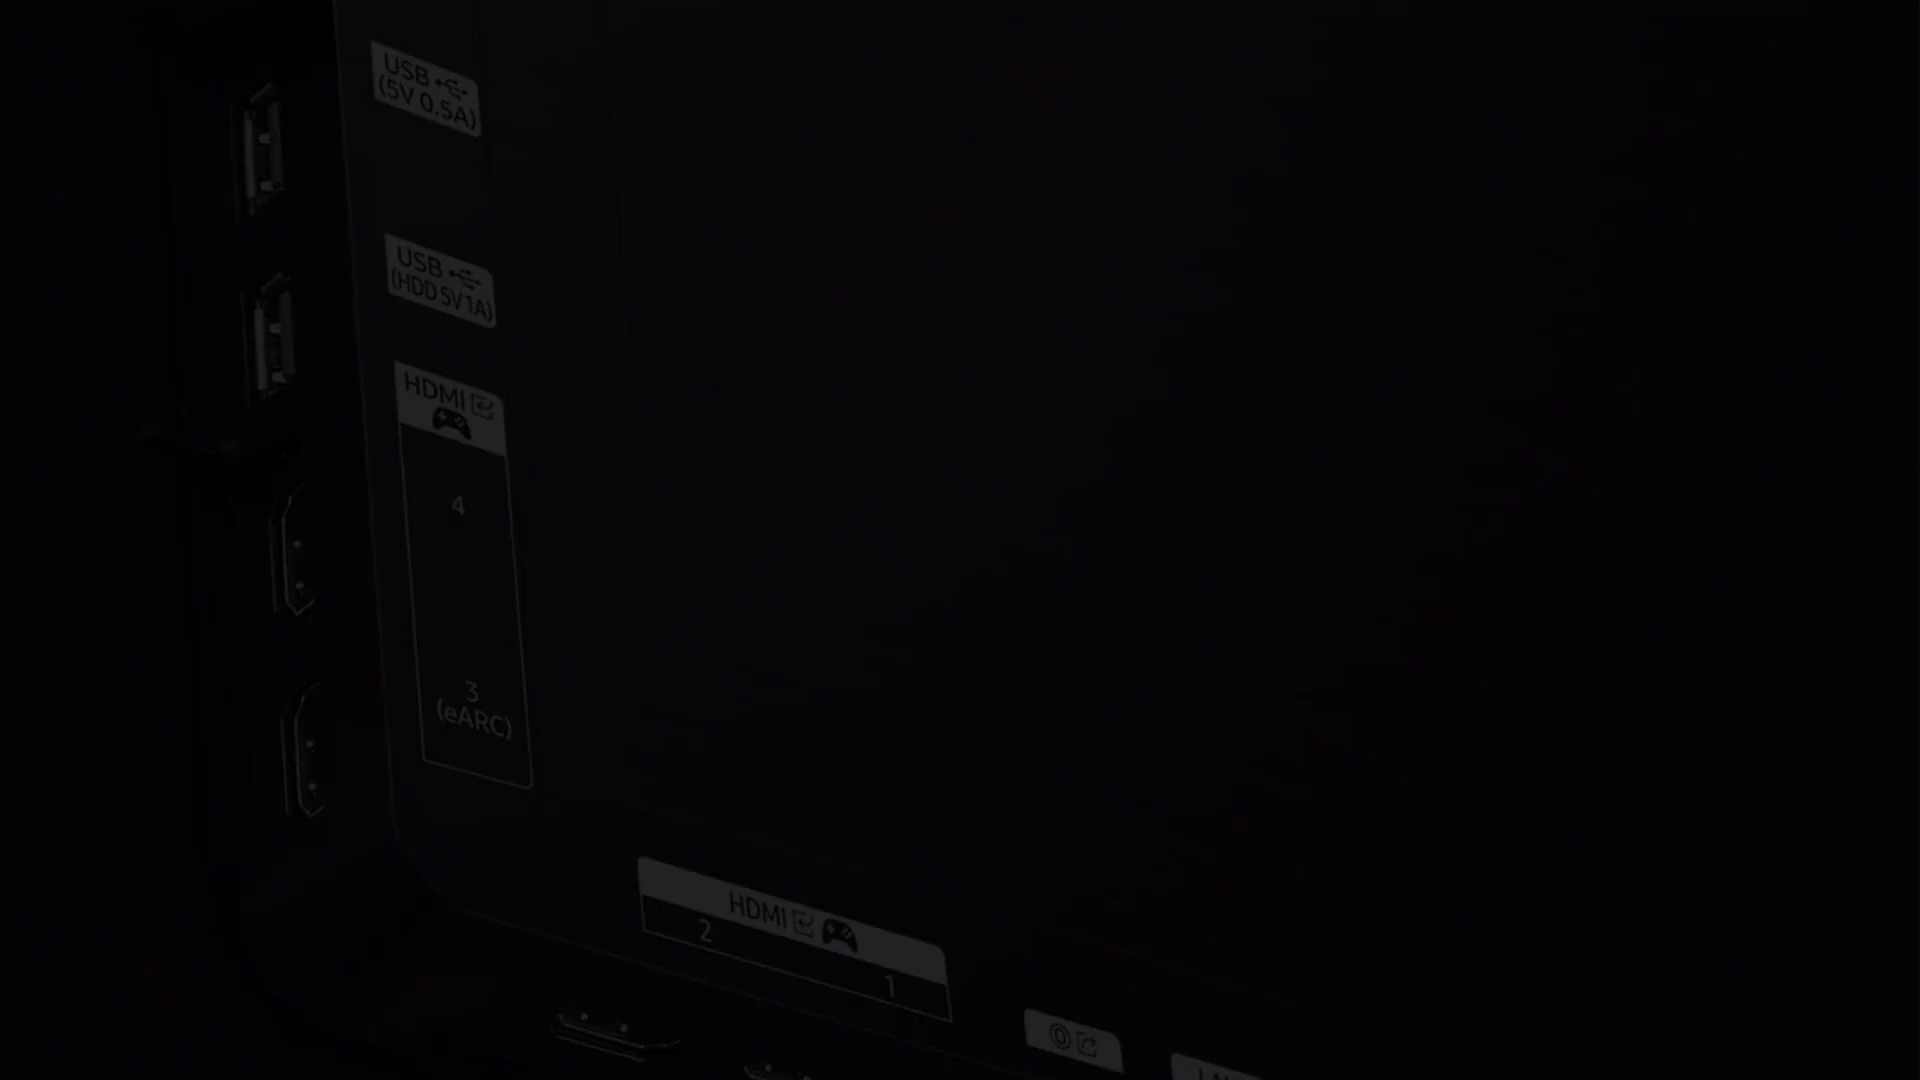 USB
(5V 0.5A)
USB
(HDD 5V 1A)
HDMI
4
3
(eARC)
HDMI
2
1